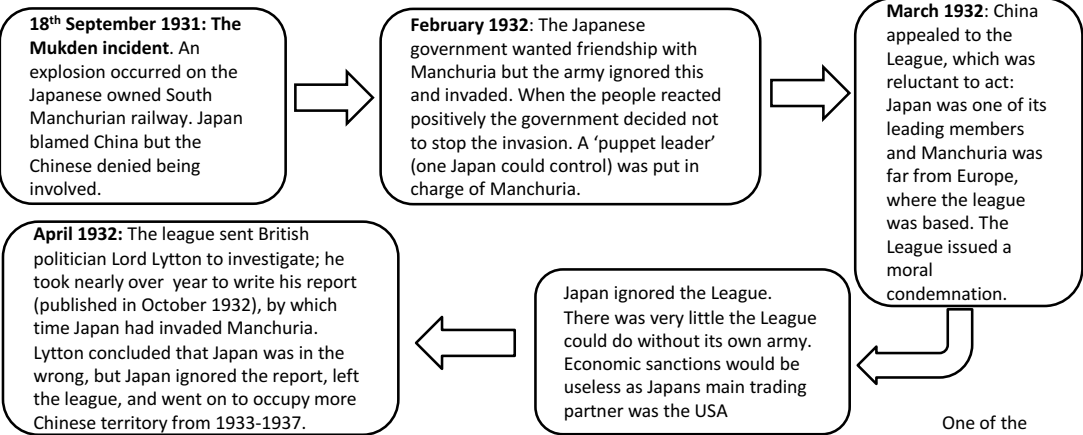 18th September 1931: The
Mukden incident. An
explosion occurred on the
Japanese owned South
Manchurian railway. Japan
blamed China but the
Chinese denied being
involved.
February 1932: The Japanese
government wanted friendship with
Manchuria but the army ignored this
and invaded. When the people reacted
positively the government decided not
to stop the invasion. A ‘puppet leader’
(one Japan could control) was put in
charge of Manchuria.
March 1932: China
appealed to the
League, which was
reluctant to act:
Japan was one of its
leading members
and Manchuria was
far from Europe,
where the league
was based. The
League issued a
moral
condemnation.
Japan ignored the League.
There was very little the League
could do without its own army.
Economic sanctions would be
useless as Japans main trading
partner was the USA
April 1932: The league sent British
politician Lord Lytton to investigate; he
took nearly over year to write his report
(published in October 1932), by which
time Japan had invaded Manchuria.
Lytton concluded that Japan was in the
wrong, but Japan ignored the report, left
the league, and went on to occupy more
Chinese territory from 1933-1937.
One of the